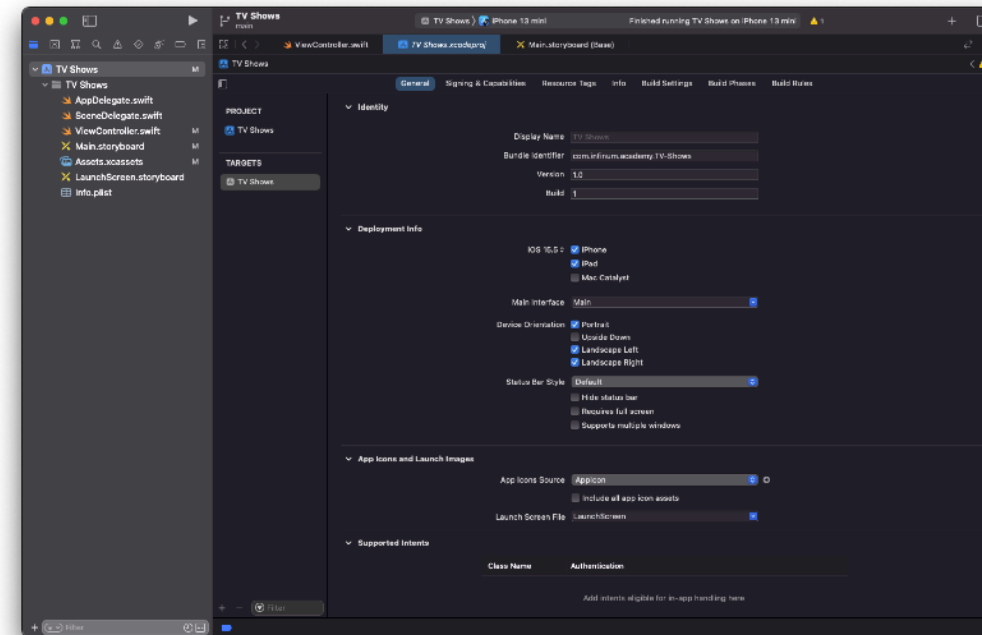 TV Shows
main
TV Shows
iPhone 13 mini
Finished running TV Shows on iPhone 13 mini
1
ViewController.swift
TV Shows.xcodeproj
Main.storyboard (Base)
TV Shows
M
TV Shows
AppDelegate.swift
SceneDelegate.swift
ViewController.swift
M
Main.storyboard
M
Assets.xcassets
M
LaunchScreen.storyboard
Info.plist
Filter
TV Shows
General
Signing & Capabilities
Resource Tags
Info
Build Settings
Build Phases
Build Rules
PROJECT
TV Shows
TARGETS
TV Shows
Filter
Identity
Display Name
TV Shows
Bundle Identifier
com.infinum.academy.TV-Shows
Version
1.0
Build
1
Deployment Info
iOS 15.5
iPhone
iPad
Mac Catalyst
Main Interface
Main
Device Orientation
Portrait
Upside Down
Landscape Left
Landscape Right
Status Bar Style
Default
Hide status bar
Requires full screen
Supports multiple windows
App Icons and Launch Images
App Icons Source
AppIcon
Include all app icon assets
Launch Screen File
LaunchScreen
Supported Intents
Class Name
Authentication
Add intents eligible for in-app handling here